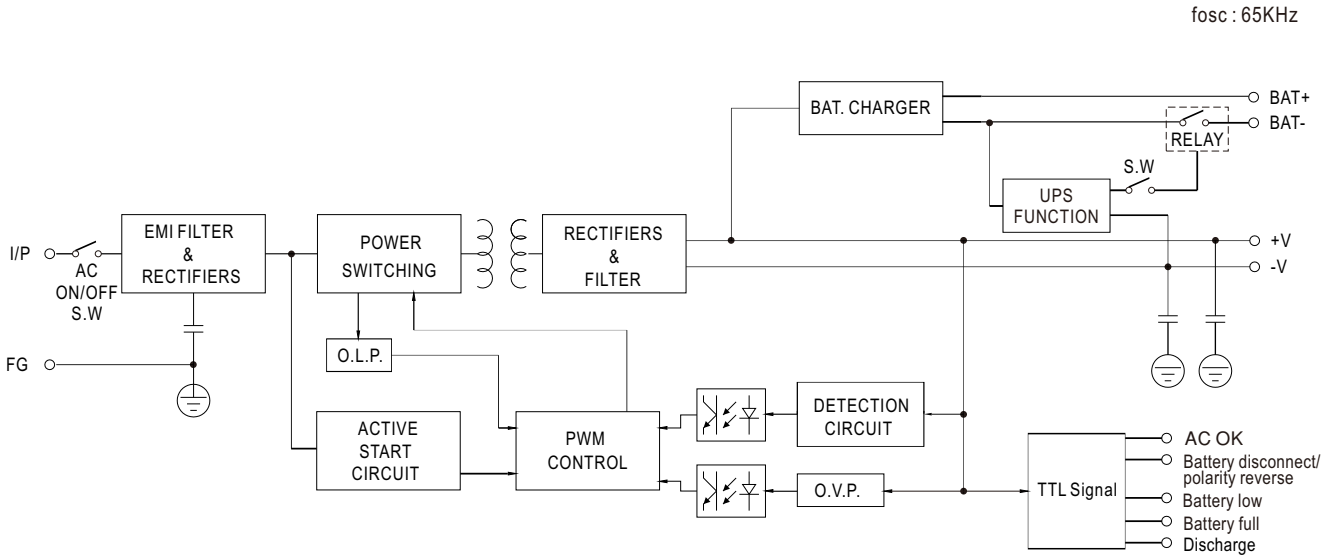 fosc : 65KHz
BAT. CHARGER
BAT+
BAT-
RELAY
S.W
UPS
FUNCTION
I/P
AC
ON/OFF
S.W
EMI FILTER
&
RECTIFIERS
POWER
SWITCHING
RECTIFIERS
&
FILTER
+V
-V
FG
O.L.P.
ACTIVE
START
CIRCUIT
PWM
CONTROL
DETECTION
CIRCUIT
O.V.P.
TTL Signal
AC OK
Battery disconnect/
polarity reverse
Battery low
Battery full
Discharge